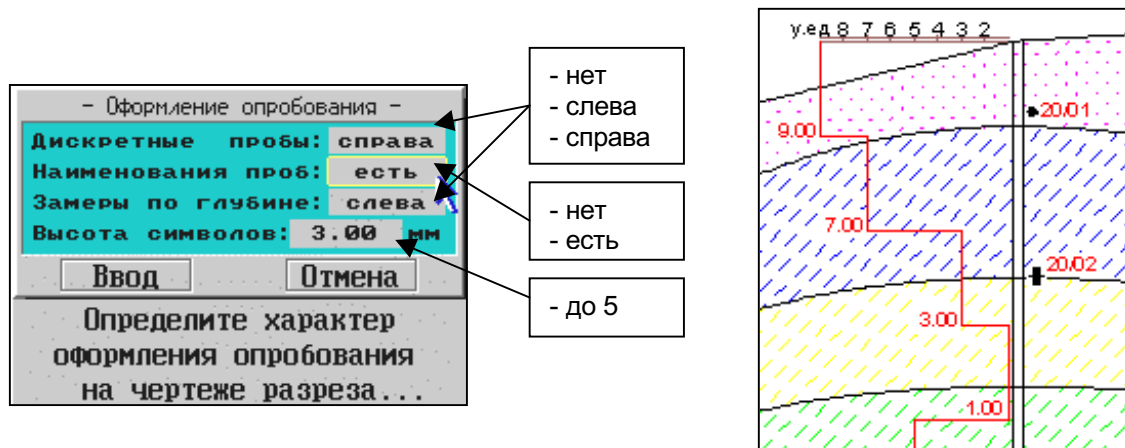 - Оформление опробования -
Дискретные пробы: справа
Наименования проб: есть
Замеры по глубине: слева
Высота символов: 3.00 мм
Ввод Отмена
Определите характер
оформления опробования
на чертеже разреза...
- нет
- слева
- справа
- нет
- есть
- до 5
у.ед 8 7 6 5 4 3 2
20/01
9.00
7.00
20/02
3.00
1.00